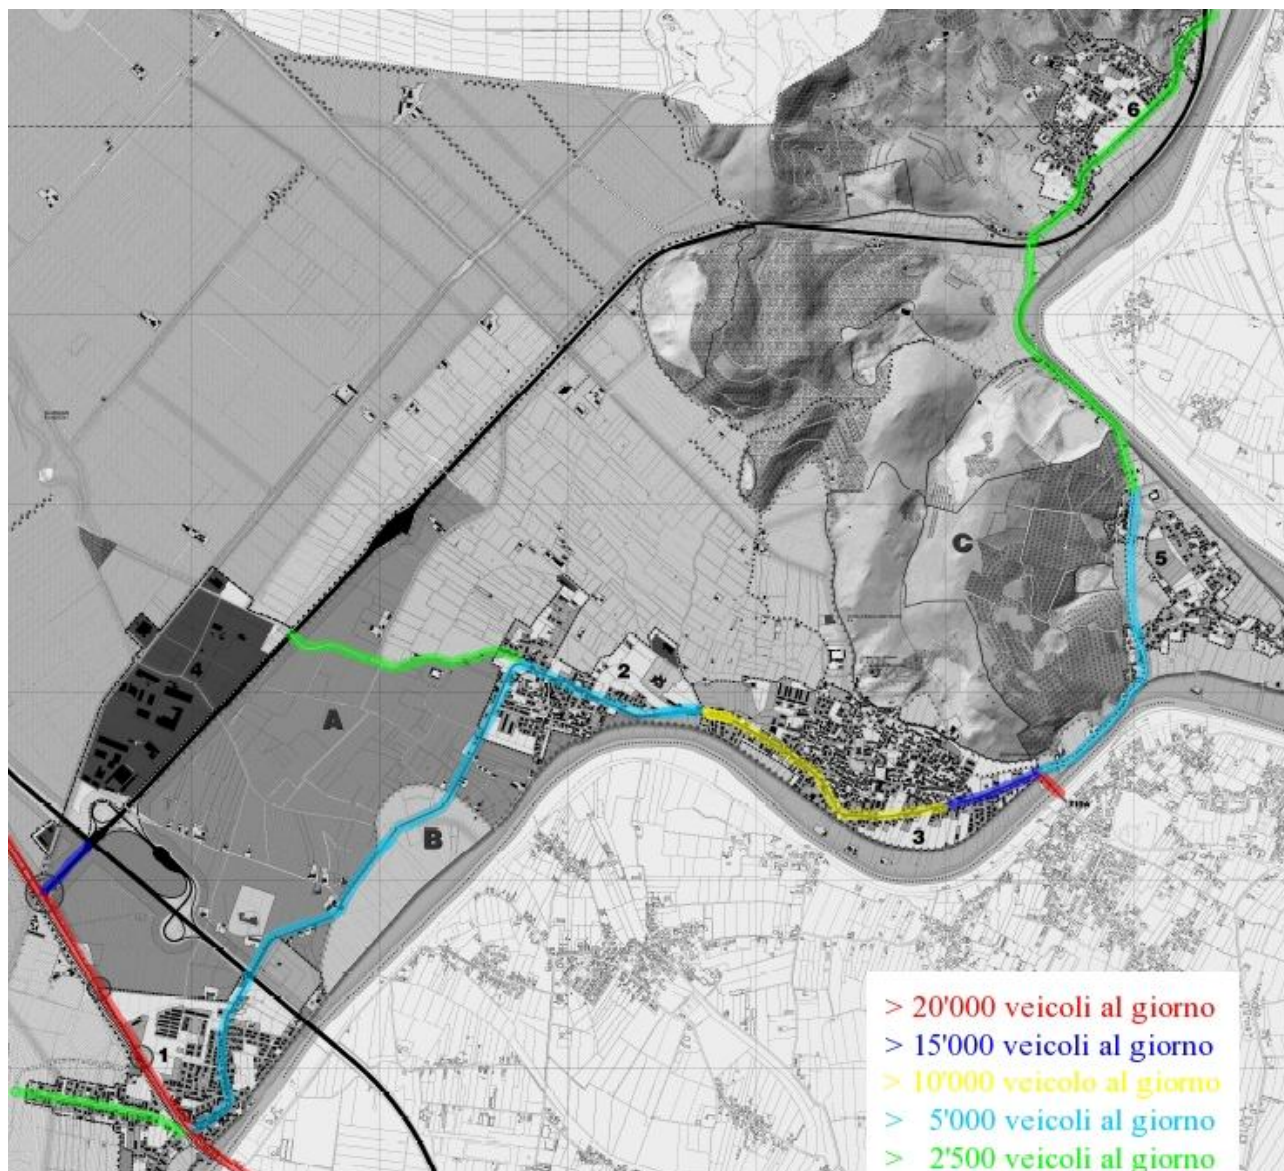 6
C
5
4
2
A
B
3
1
> 20'000 veicoli al giorno
> 15'000 veicoli al giorno
> 10'000 veicolo al giorno
> 5'000 veicoli al giorno
> 2'500 veicoli al giorno